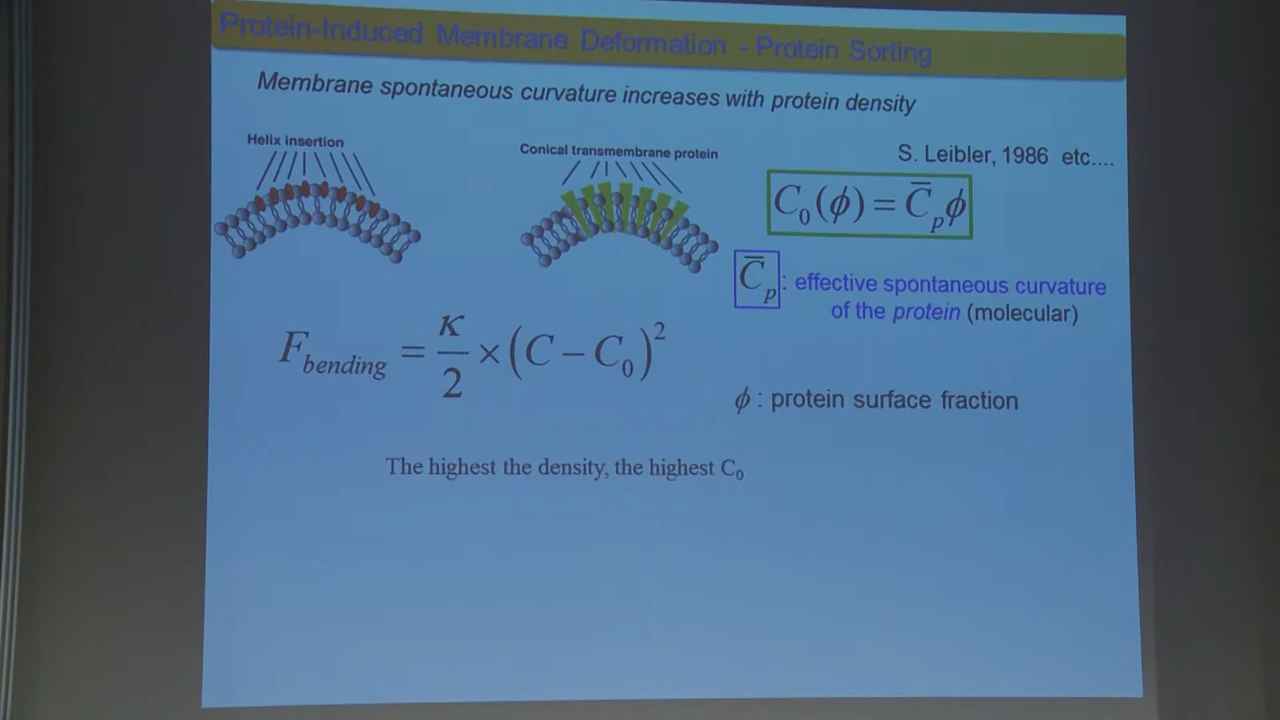 Protein-Induced Membrane Deformation - Protein Sorting
Membrane spontaneous curvature increases with protein density
Helix insertion
Conical transmembrane protein
S. Leibler, 1986 etc....
C₀(ϕ) = C̅ₚϕ
C̅ₚ : effective spontaneous curvature
of the protein (molecular)
F_bending = κ/2 × (C − C₀)²
ϕ : protein surface fraction
The highest the density, the highest C₀